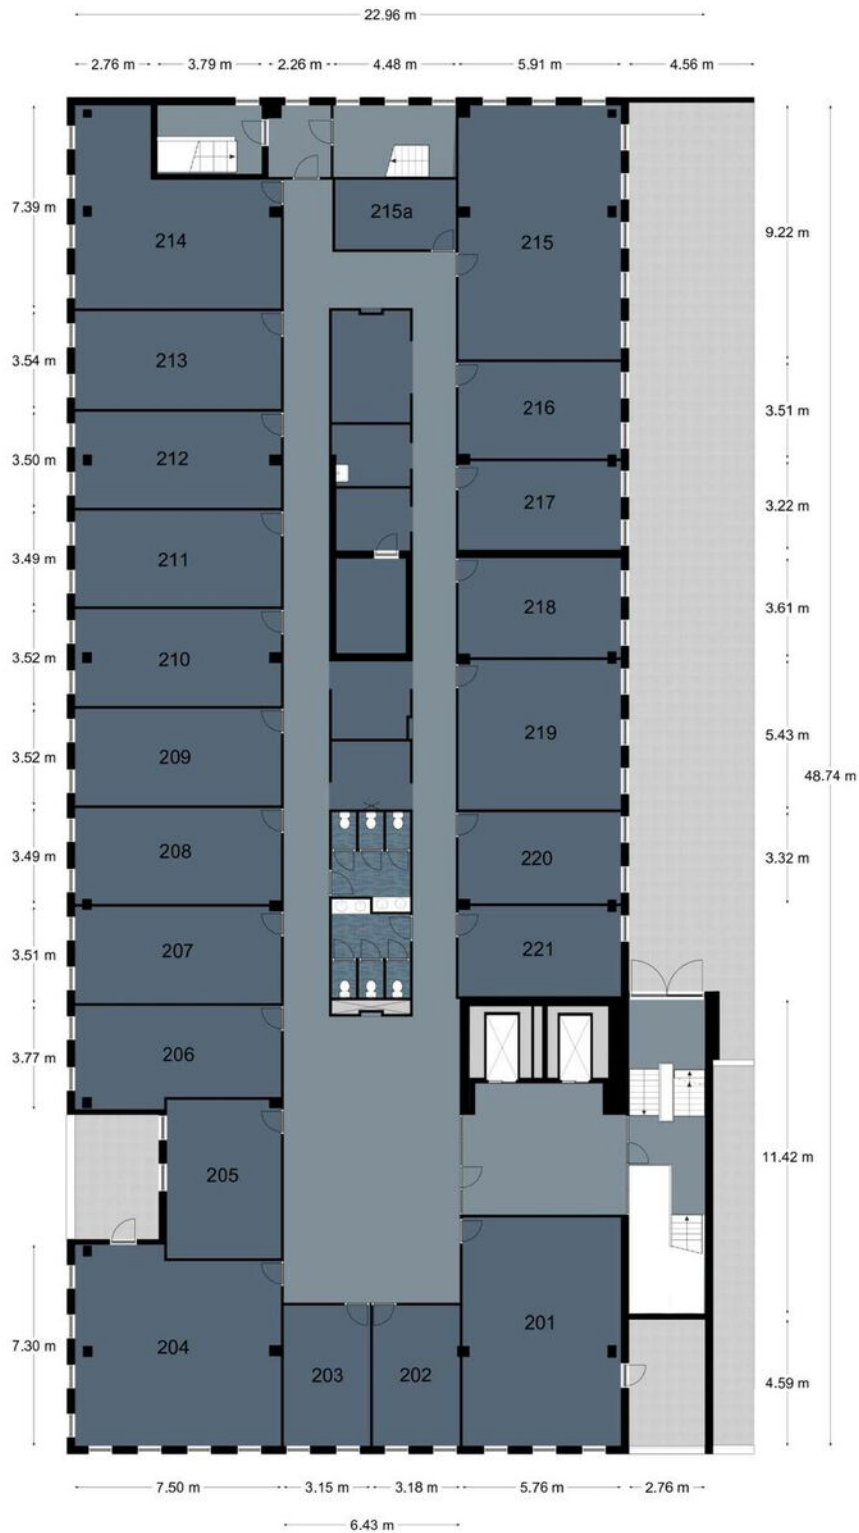 22.96 m
2.76 m 3.79 m 2.26 m 4.48 m 5.91 m 4.56 m
7.39 m
215a
214
215
9.22 m
213
3.54 m
216
3.51 m
212
3.50 m
217
3.22 m
211
3.49 m
218
3.61 m
210
3.52 m
219
5.43 m
209
3.52 m
48.74 m
208
3.49 m
220
3.32 m
207
3.51 m
221
206
3.77 m
11.42 m
205
201
204
7.30 m
203
202
4.59 m
7.50 m 3.15 m 3.18 m 5.76 m 2.76 m
6.43 m